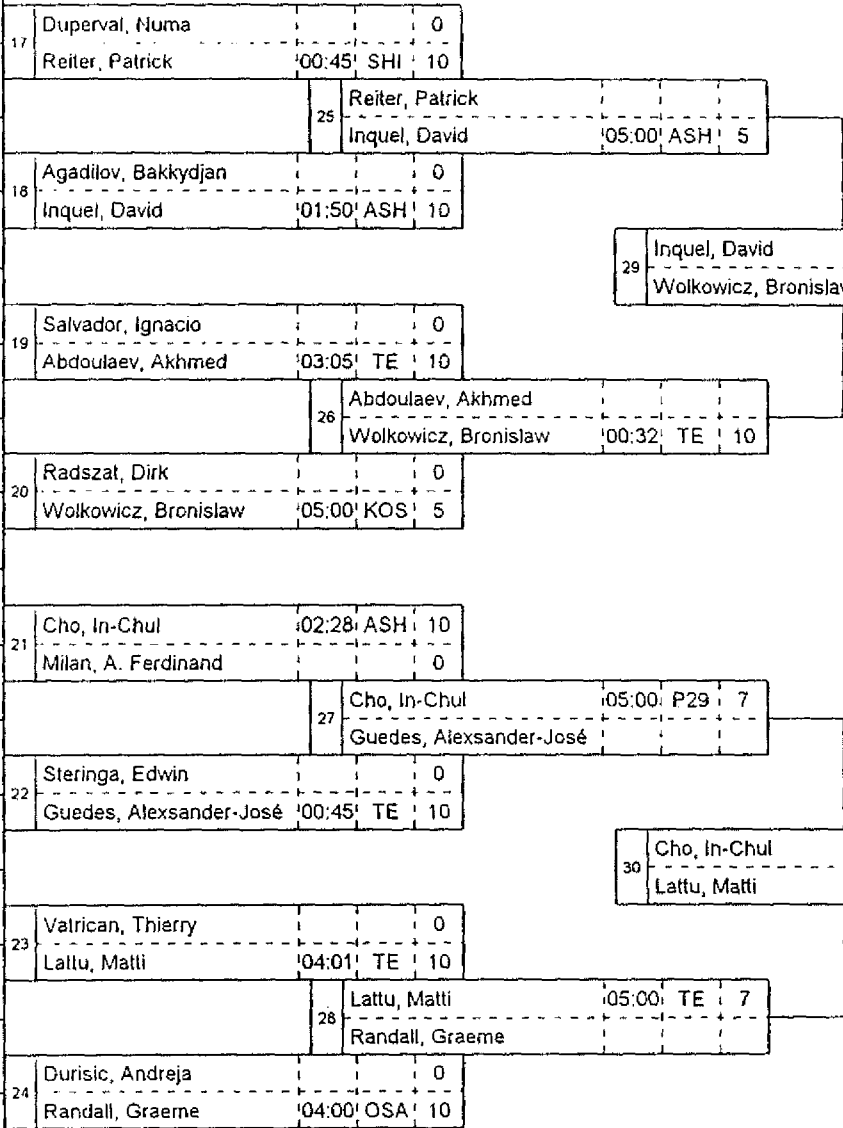 17 Duperval, Numa 0
Reiter, Patrick 00:45 SHI 10
25 Reiter, Patrick
Inquel, David 05:00 ASH 5
18 Agadilov, Bakkydjan 0
Inquel, David 01:50 ASH 10
29 Inquel, David
Wolkowicz, Bronislaw
19 Salvador, Ignacio 0
Abdoulaev, Akhmed 03:05 TE 10
26 Abdoulaev, Akhmed
Wolkowicz, Bronislaw 00:32 TE 10
20 Radszat, Dirk 0
Wolkowicz, Bronislaw 05:00 KOS 5
21 Cho, In-Chul 02:28 ASH 10
Milan, A. Ferdinand 0
27 Cho, In-Chul 05:00 P29 7
Guedes, Alexsander-José
22 Steringa, Edwin 0
Guedes, Alexsander-José 00:45 TE 10
30 Cho, In-Chul
Lattu, Matti
23 Vatrican, Thierry 0
Lattu, Matti 04:01 TE 10
28 Lattu, Matti 05:00 TE 7
Randall, Graeme
24 Durisic, Andreja 0
Randall, Graeme 04:00 OSA 10